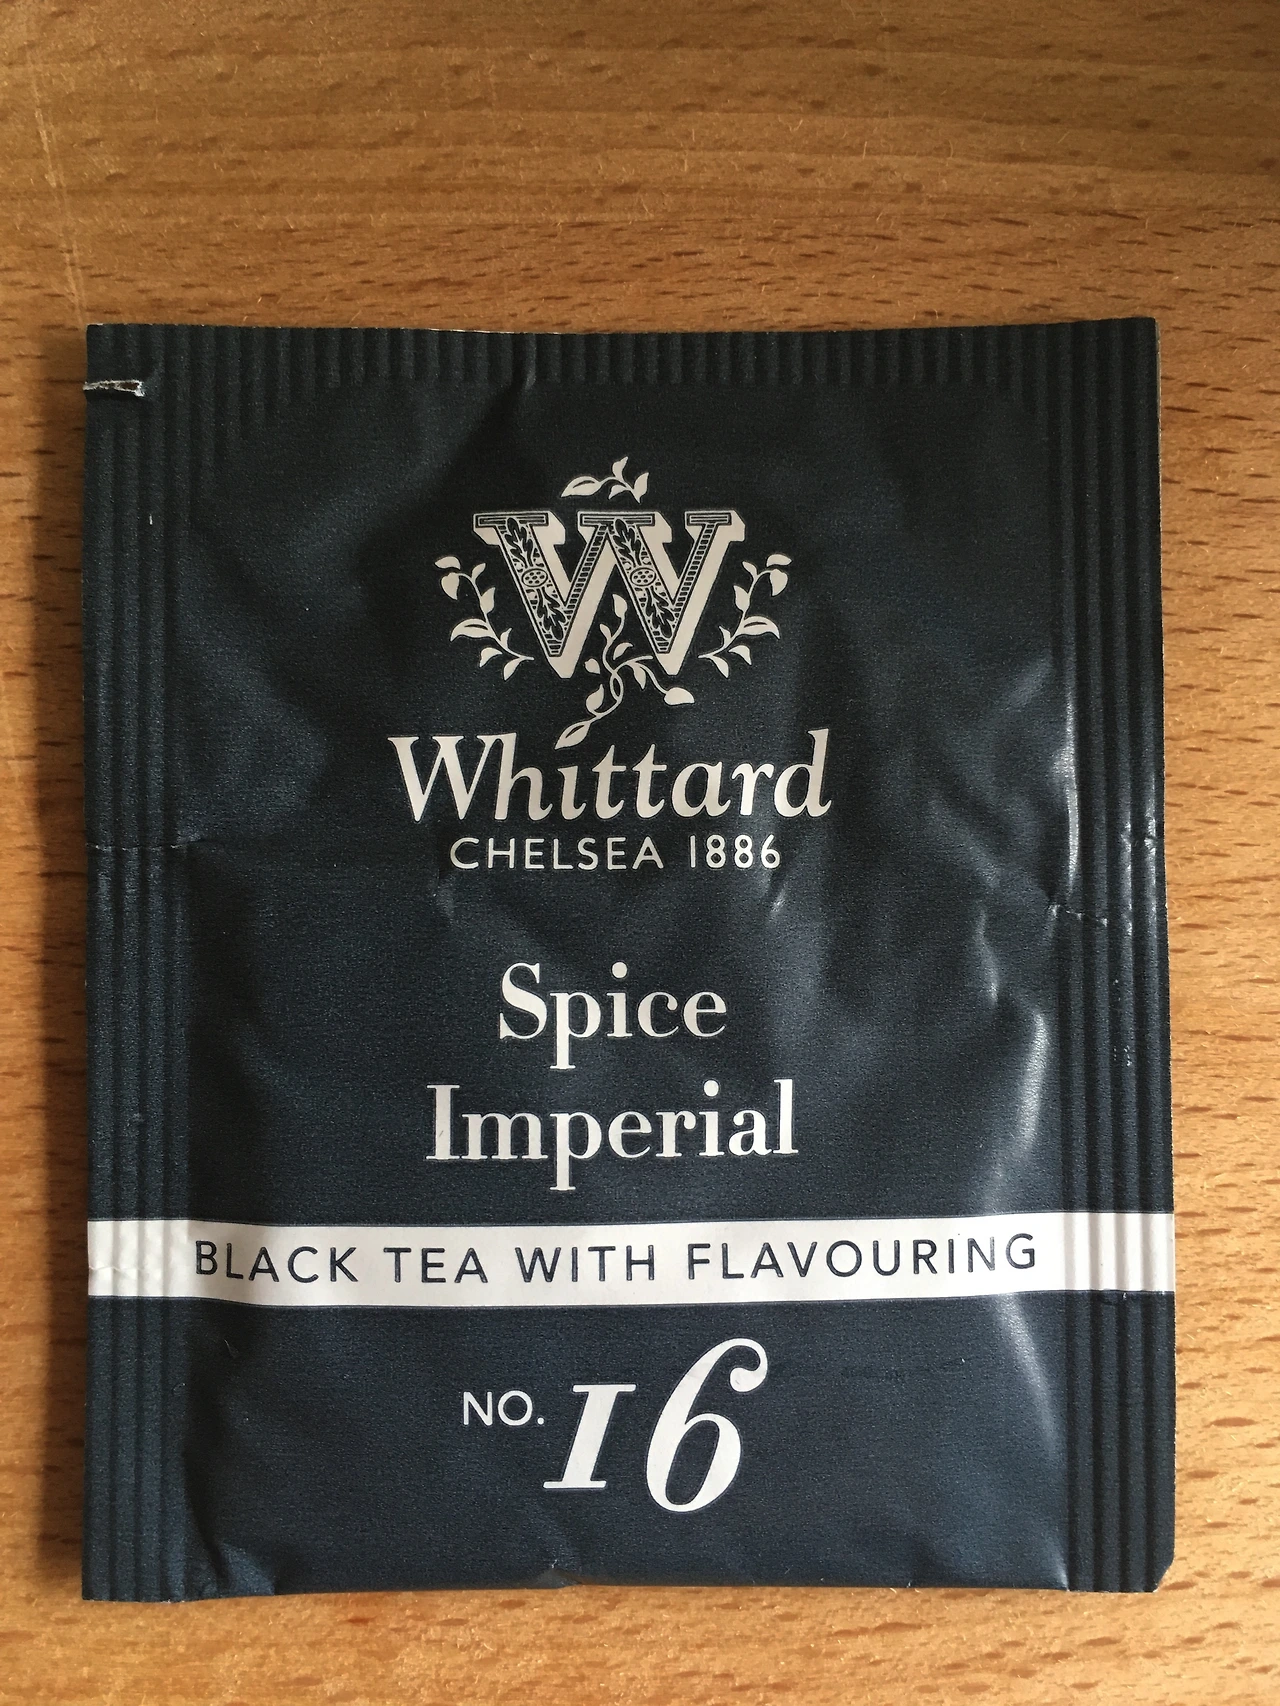 W
Whittard
CHELSEA 1886
Spice
Imperial
BLACK TEA WITH FLAVOURING
NO. 16